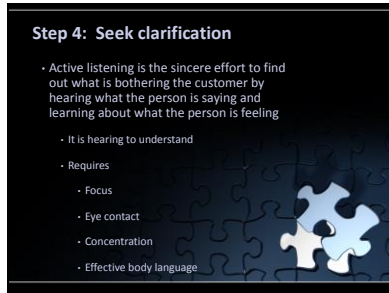 Step 4: Seek clarification
• Active listening is the sincere effort to find
out what is bothering the customer by
hearing what the person is saying and
learning about what the person is feeling
• It is hearing to understand
• Requires
• Focus
• Eye contact
• Concentration
• Effective body language